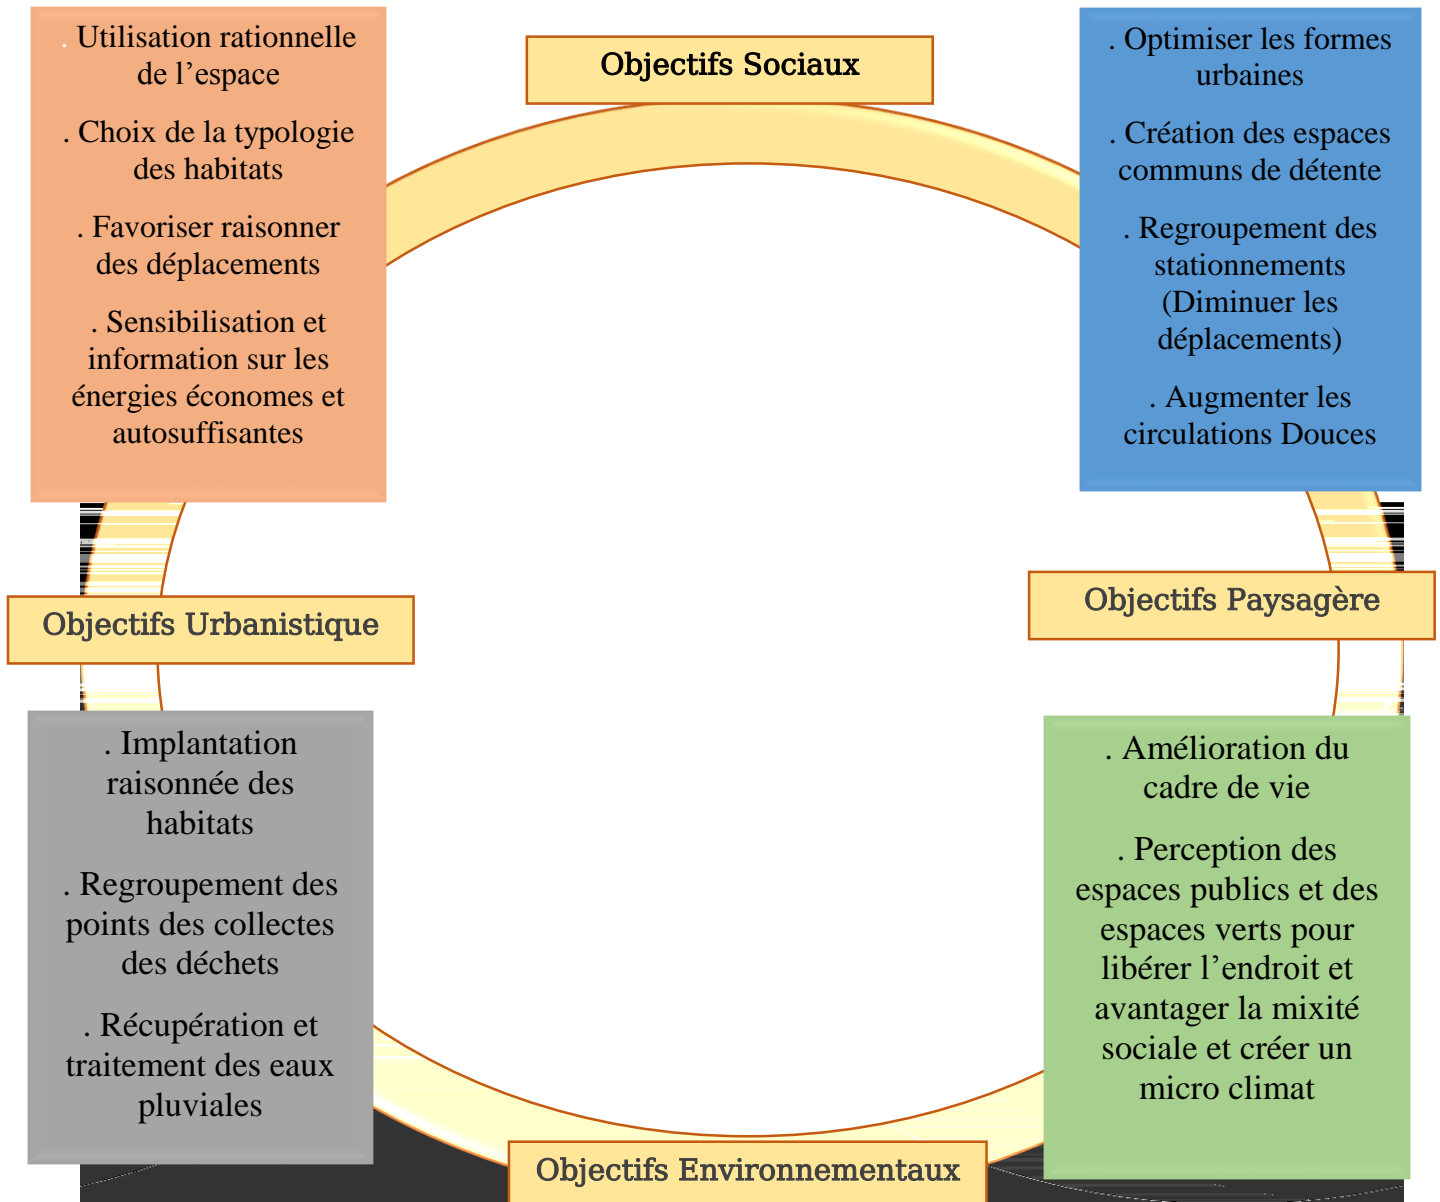 . Utilisation rationnelle
de l’espace
. Choix de la typologie
des habitats
. Favoriser raisonner
des déplacements
. Sensibilisation et
information sur les
énergies économes et
autosuffisantes
Objectifs Sociaux
. Optimiser les formes
urbaines
. Création des espaces
communs de détente
. Regroupement des
stationnements
(Diminuer les
déplacements)
. Augmenter les
circulations Douces
Objectifs Urbanistique
Objectifs Paysagère
. Implantation
raisonnée des
habitats
. Regroupement des
points des collectes
des déchets
. Récupération et
traitement des eaux
pluviales
. Amélioration du
cadre de vie
. Perception des
espaces publics et des
espaces verts pour
libérer l’endroit et
avantager la mixité
sociale et créer un
micro climat
Objectifs Environnementaux